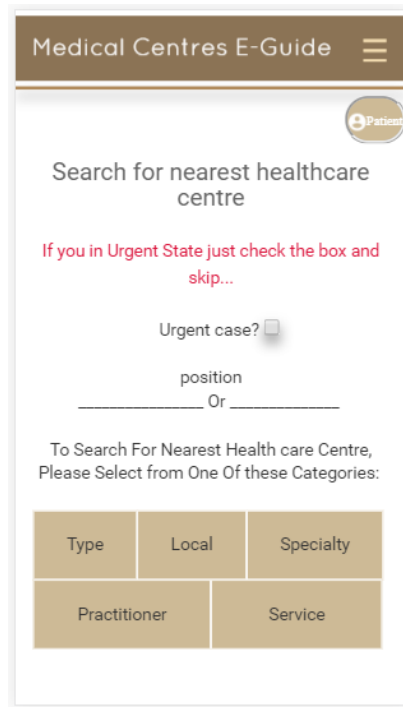 Medical Centres E-Guide
Patient
Search for nearest healthcare
centre
If you in Urgent State just check the box and
skip...
Urgent case?
position
________________ Or ______________
To Search For Nearest Health care Centre,
Please Select from One Of these Categories:
Type Local Specialty
Practitioner Service